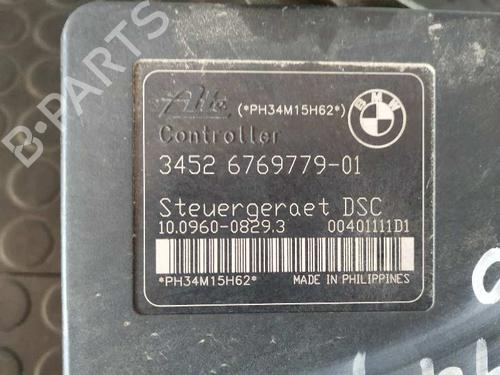 B-PARTS
Ate (*PH34M15H62*)
BMW
Controller
3452 6769779-01
Steuergeraet DSC
10.0960-0829.3 00401111D1
*PH34M15H62* MADE IN PHILIPPINES